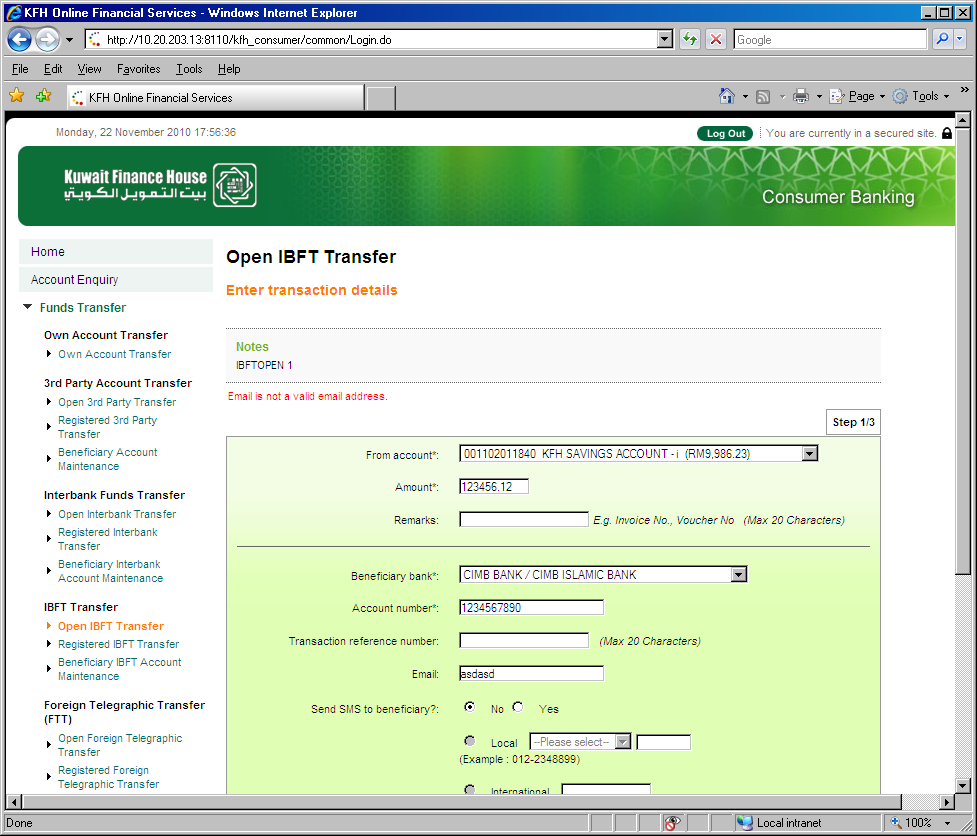 KFH Online Financial Services - Windows Internet Explorer
http://10.20.203.13:8110/kfh_consumer/common/Login.do
Google
File Edit View Favorites Tools Help
KFH Online Financial Services
Page Tools
Monday, 22 November 2010 17:56:36
Log Out
You are currently in a secured site.
Kuwait Finance House
بيت التمويل الكويتي
Consumer Banking
Home
Account Enquiry
Funds Transfer
Own Account Transfer
Own Account Transfer
3rd Party Account Transfer
Open 3rd Party Transfer
Registered 3rd Party
Transfer
Beneficiary Account
Maintenance
Interbank Funds Transfer
Open Interbank Transfer
Registered Interbank
Transfer
Beneficiary Interbank
Account Maintenance
IBFT Transfer
Open IBFT Transfer
Registered IBFT Transfer
Beneficiary IBFT Account
Maintenance
Foreign Telegraphic Transfer
(FTT)
Open Foreign Telegraphic
Transfer
Registered Foreign
Telegraphic Transfer
Open IBFT Transfer
Enter transaction details
Notes
IBFTOPEN 1
Email is not a valid email address.
Step 1/3
From account*: 001102011840 KFH SAVINGS ACCOUNT - i (RM9,986.23)
Amount*: 123456.12
Remarks: E.g. Invoice No., Voucher No (Max 20 Characters)
Beneficiary bank*: CIMB BANK / CIMB ISLAMIC BANK
Account number*: 1234567890
Transaction reference number: (Max 20 Characters)
Email: asdasd
Send SMS to beneficiary?: No Yes
Local --Please select--
(Example : 012-2348899)
International
Done
Local intranet
100%